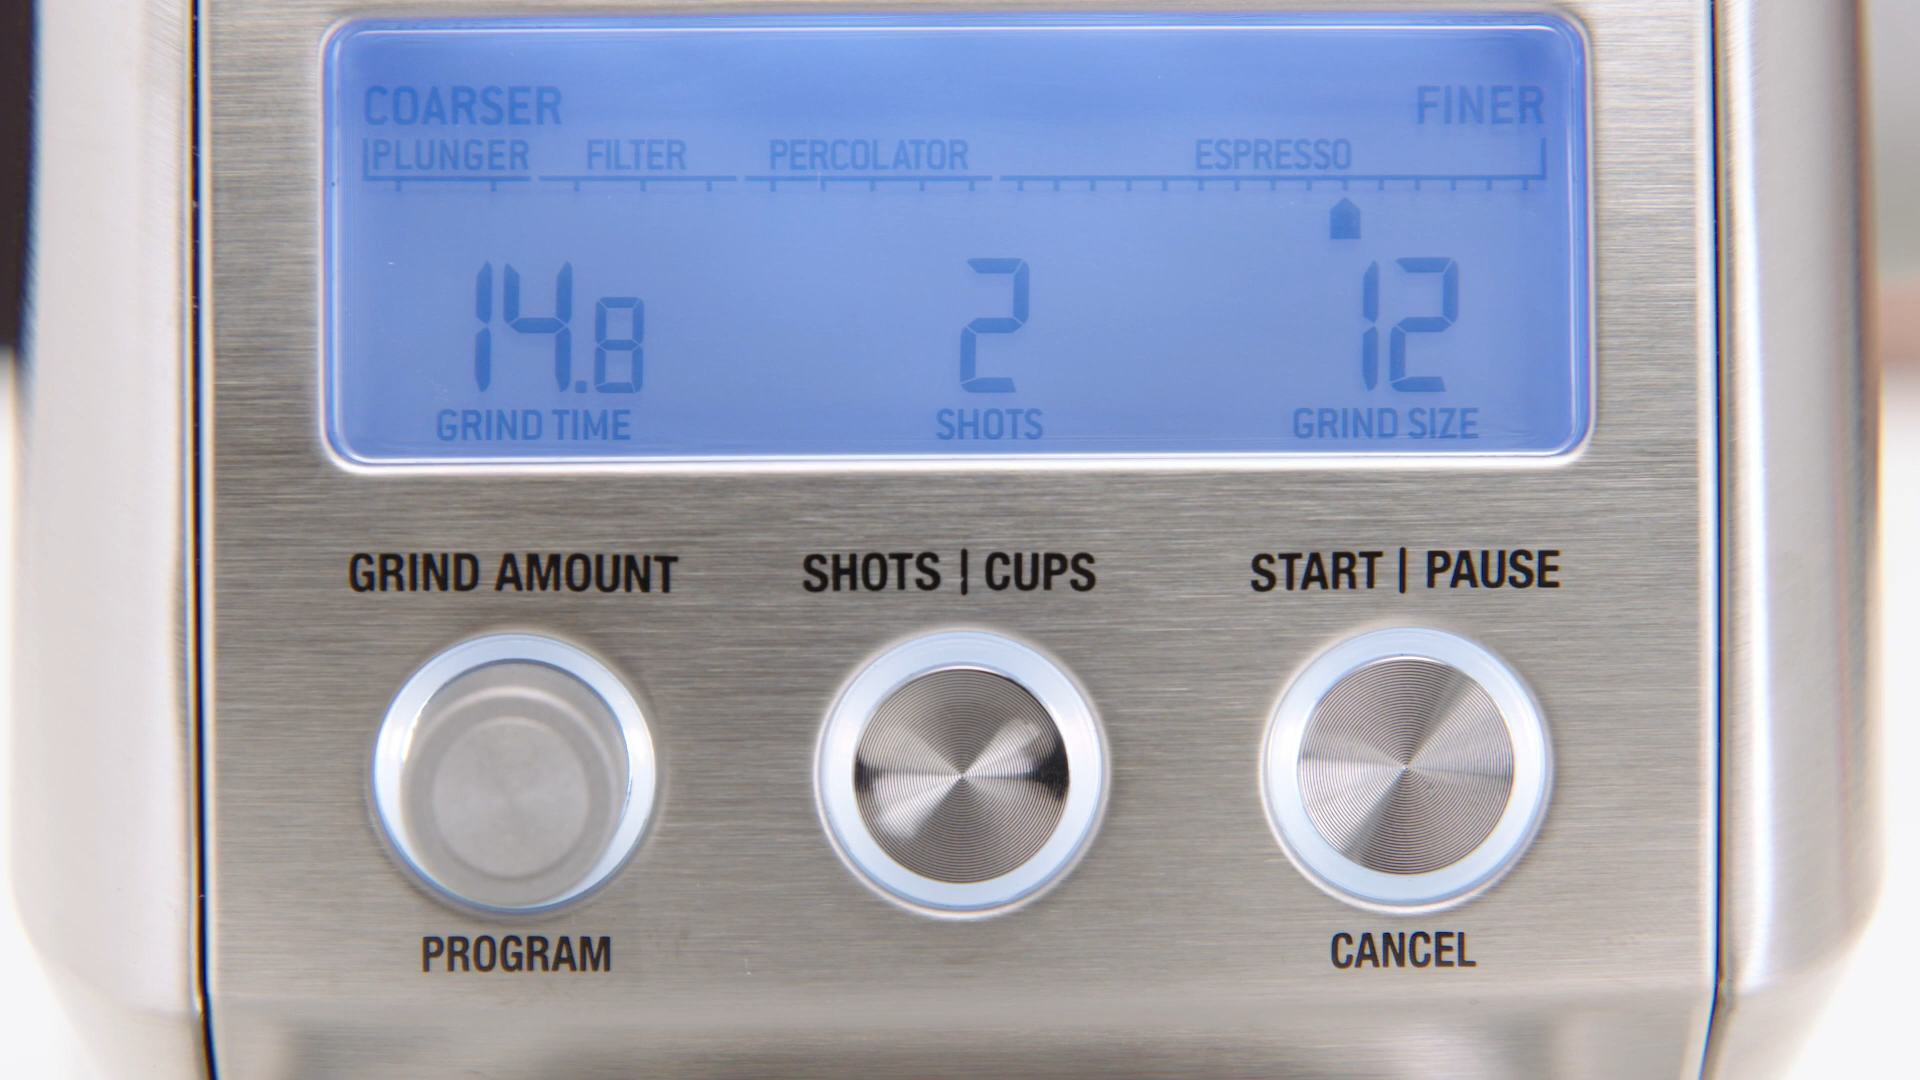 COARSER FINER
PLUNGER FILTER PERCOLATOR ESPRESSO
14.8 2 12
GRIND TIME SHOTS GRIND SIZE
GRIND AMOUNT SHOTS | CUPS START | PAUSE
PROGRAM CANCEL